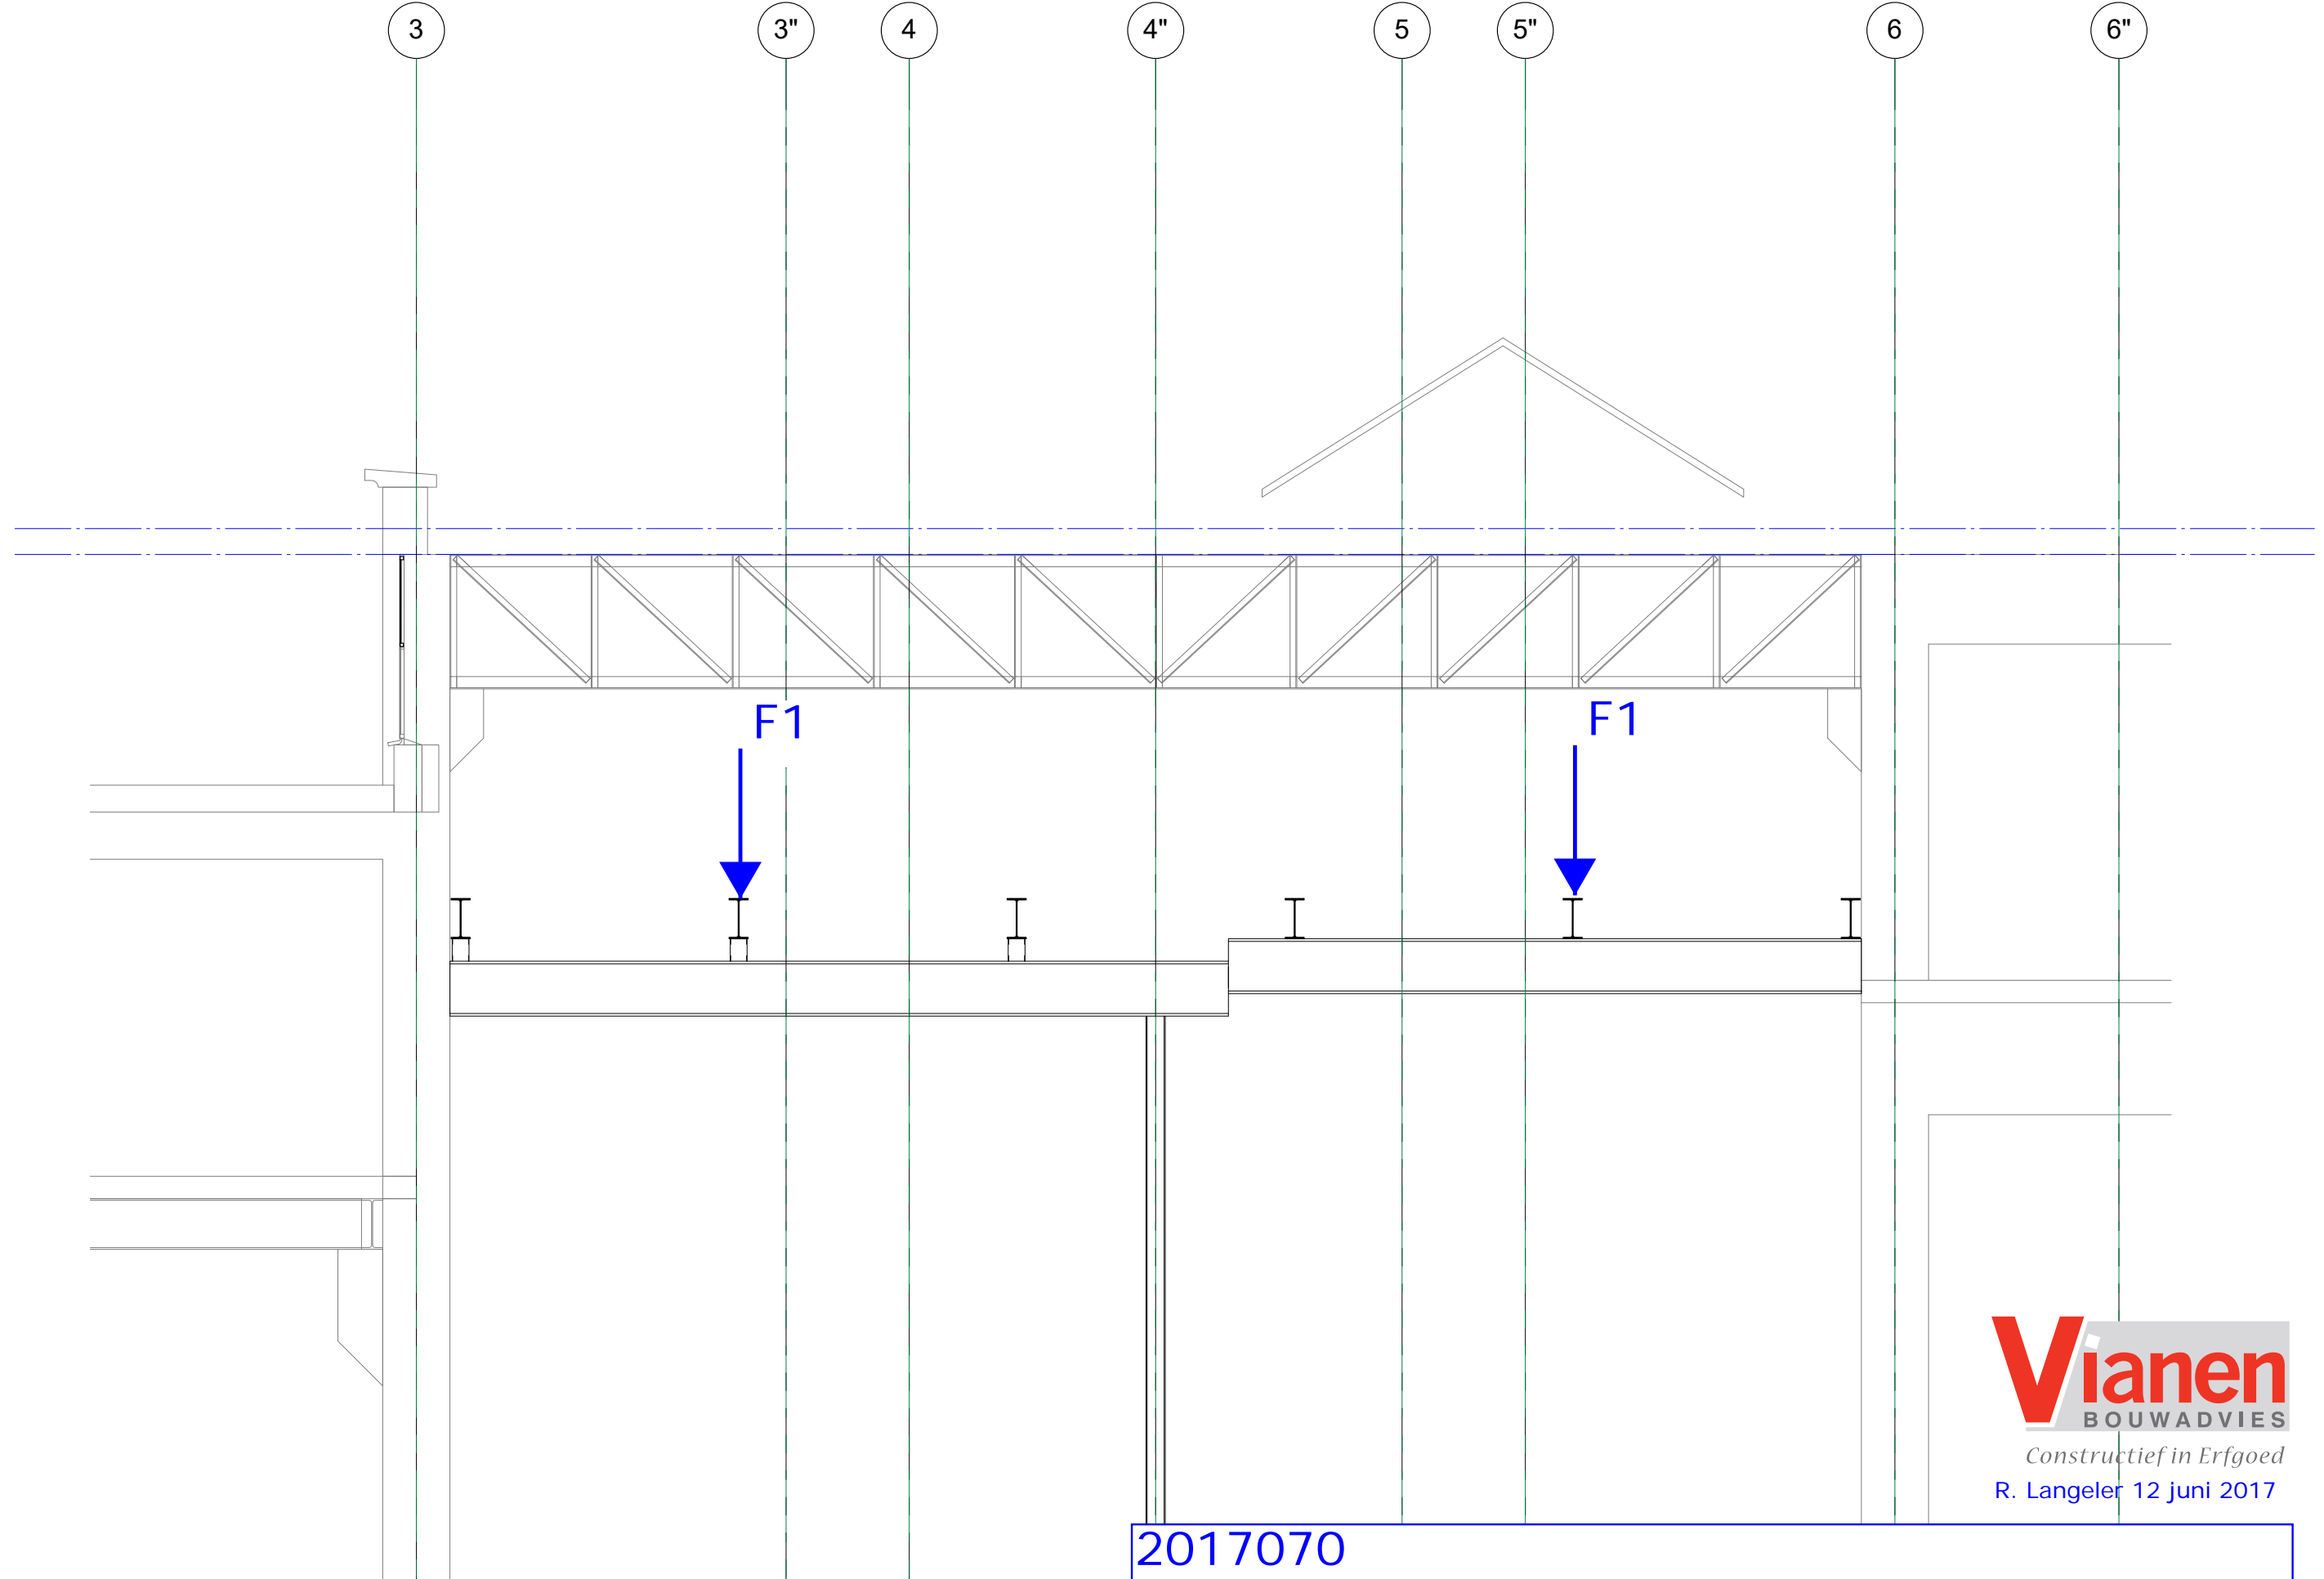 3 3" 4 4" 5 5" 6 6"
F1 F1
Vianen
BOUWADVIES
Constructief in Erfgoed
R. Langeler 12 juni 2017
2017070